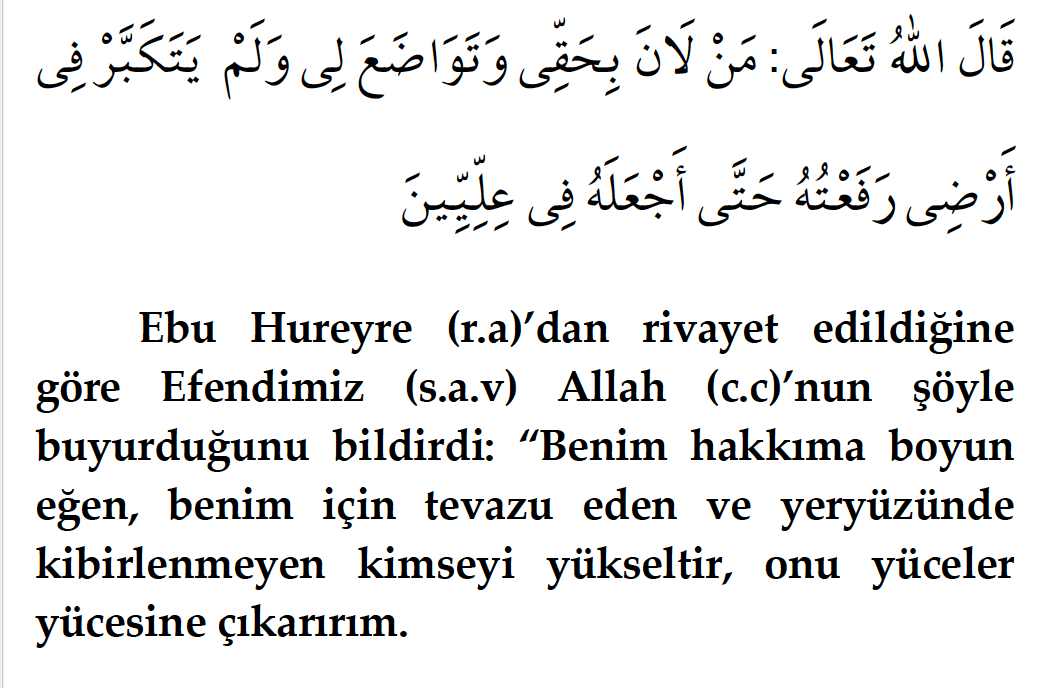 قَالَ اللهُ تَعَالَى: مَنْ لَانَ بِحَقِّى وَتَوَاضَعَ لِى وَلَمْ يَتَكَبَّرْ فِى
أَرْضِى رَفَعْتُهُ حَتَّى أَجْعَلَهُ فِى عِلِّيِّينَ
Ebu Hureyre (r.a)’dan rivayet edildiğine
göre Efendimiz (s.a.v) Allah (c.c)’nun şöyle
buyurduğunu bildirdi: “Benim hakkıma boyun
eğen, benim için tevazu eden ve yeryüzünde
kibirlenmeyen kimseyi yükseltir, onu yüceler
yücesine çıkarırım.